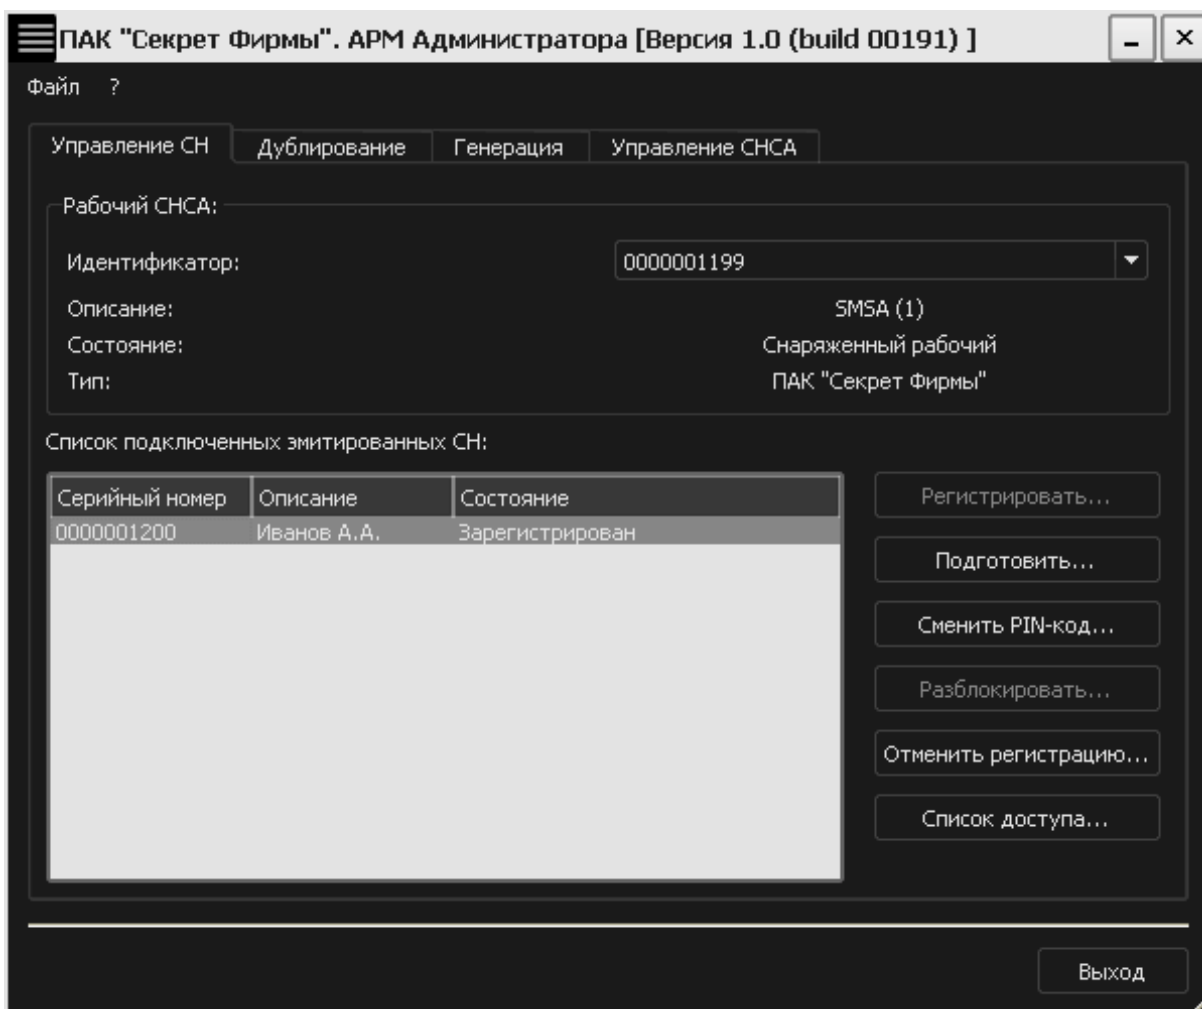 ПАК "Секрет Фирмы". АРМ Администратора [Версия 1.0 (build 00191) ]
Файл ?
Управление СН Дублирование Генерация Управление СНСА
Рабочий СНСА:
Идентификатор: 0000001199
Описание: SMSA (1)
Состояние: Снаряженный рабочий
Тип: ПАК "Секрет Фирмы"
Список подключенных эмитированных СН:
Серийный номер Описание Состояние
0000001200 Иванов А.А. Зарегистрирован
Регистрировать...
Подготовить...
Сменить PIN-код...
Разблокировать...
Отменить регистрацию...
Список доступа...
Выход